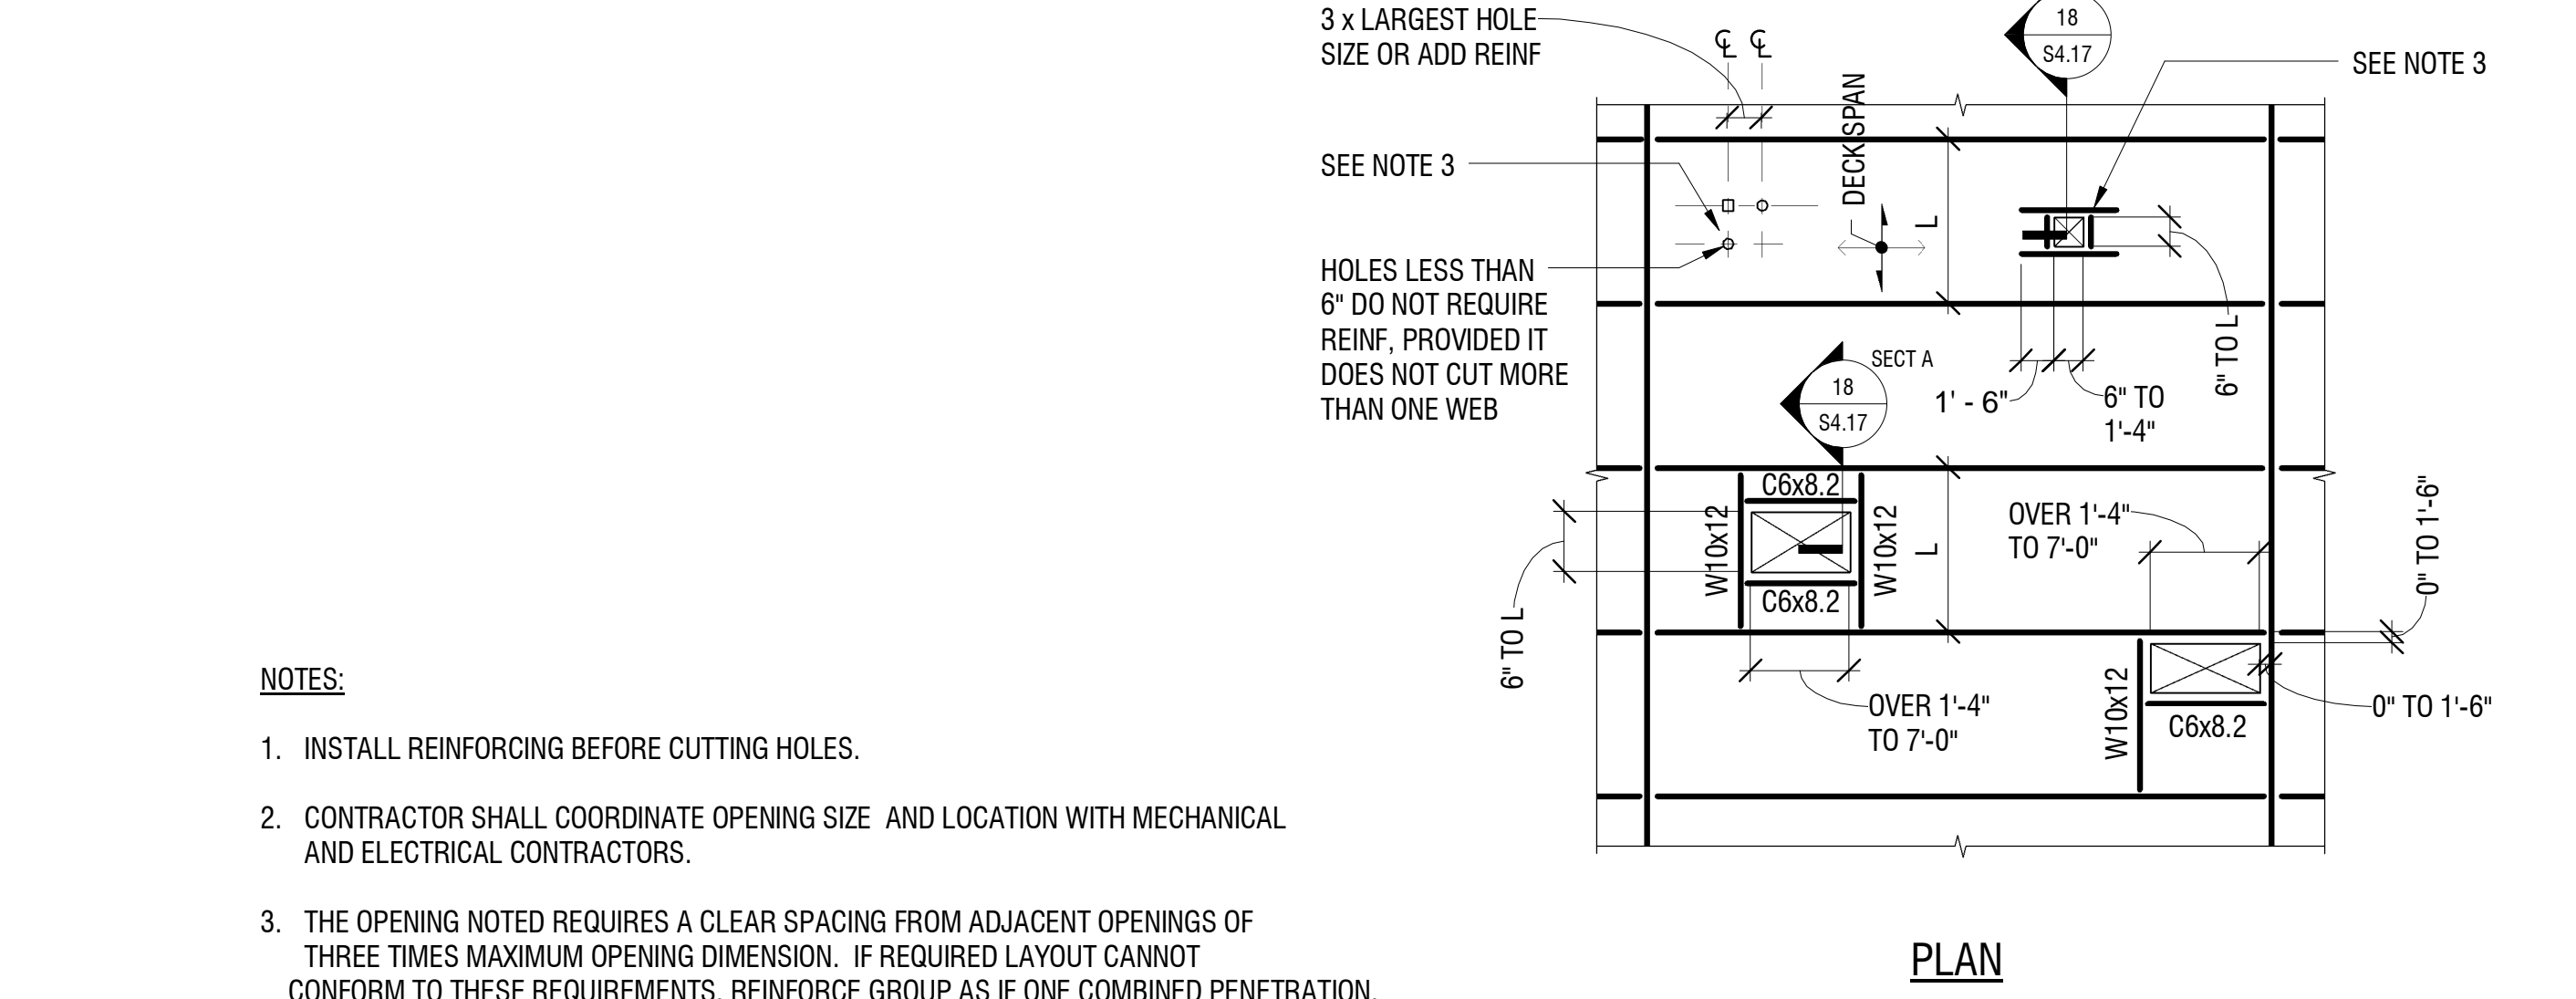 3 x LARGEST HOLE
SIZE OR ADD REINF
℄ ℄
18
S4.17
SEE NOTE 3
DECK SPAN
SEE NOTE 3
L
HOLES LESS THAN
6" DO NOT REQUIRE
REINF, PROVIDED IT
DOES NOT CUT MORE
THAN ONE WEB
6" TO L
1' - 6"
6" TO
1'-4"
SECT A
18
S4.17
C6x8.2
W10x12
W10x12
C6x8.2
L
6" TO L
OVER 1'-4"
TO 7'-0"
OVER 1'-4"
TO 7'-0"
0" TO 1'-6"
0" TO 1'-6"
W10x12
C6x8.2
NOTES:
1. INSTALL REINFORCING BEFORE CUTTING HOLES.
2. CONTRACTOR SHALL COORDINATE OPENING SIZE AND LOCATION WITH MECHANICAL
AND ELECTRICAL CONTRACTORS.
3. THE OPENING NOTED REQUIRES A CLEAR SPACING FROM ADJACENT OPENINGS OF
THREE TIMES MAXIMUM OPENING DIMENSION. IF REQUIRED LAYOUT CANNOT
CONFORM TO THESE REQUIREMENTS, REINFORCE GROUP AS IF ONE COMBINED PENETRATION.
PLAN